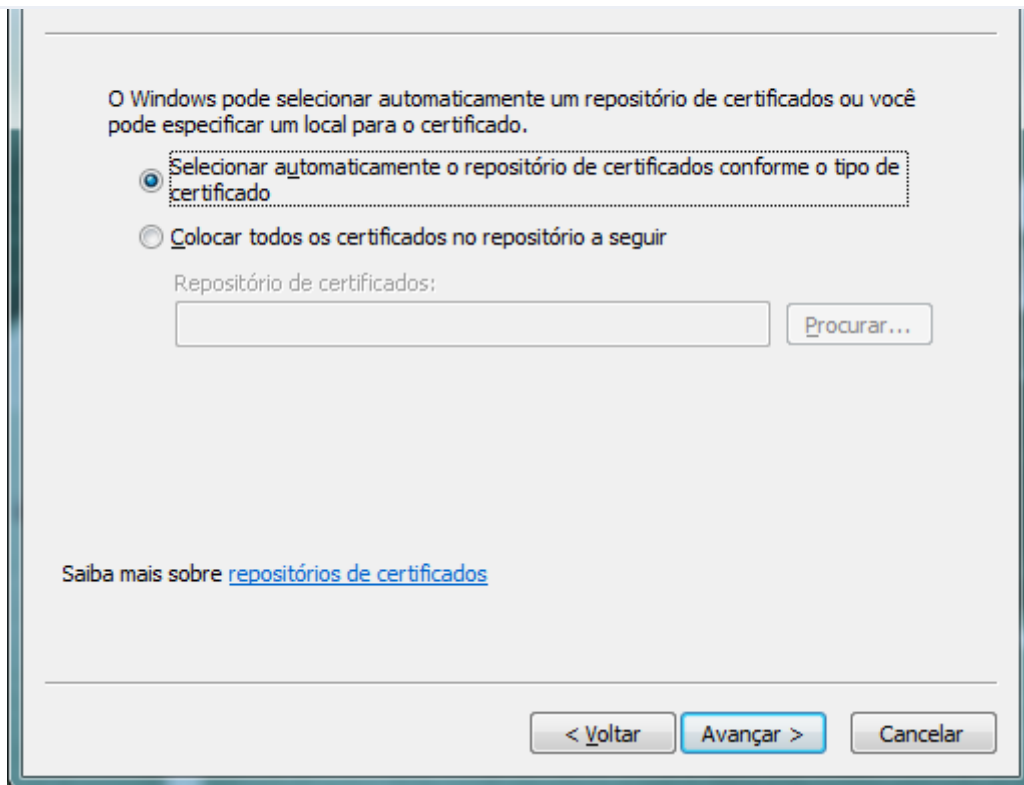 O Windows pode selecionar automaticamente um repositório de certificados ou você
pode especificar um local para o certificado.
Selecionar automaticamente o repositório de certificados conforme o tipo de
certificado
Colocar todos os certificados no repositório a seguir
Repositório de certificados:
Procurar...
Saiba mais sobre repositórios de certificados
< Voltar
Avançar >
Cancelar